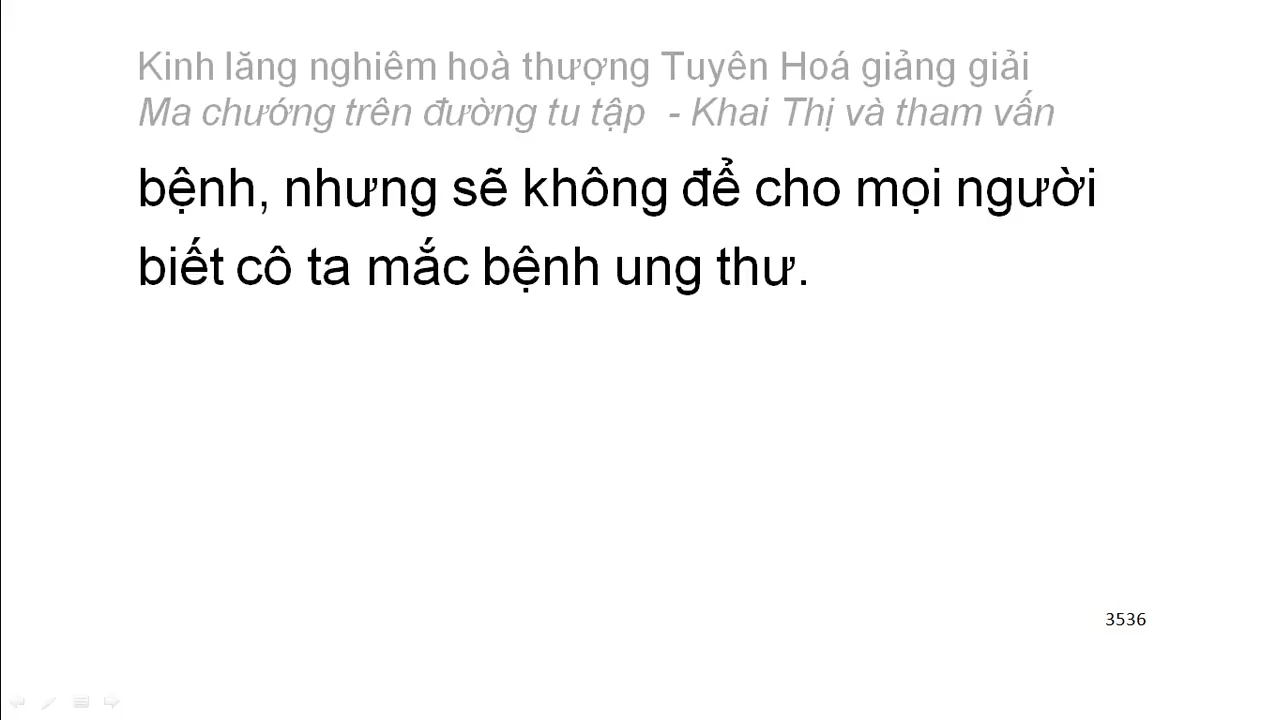 Kinh lăng nghiêm hoà thượng Tuyên Hoá giảng giải
Ma chướng trên đường tu tập - Khai Thị và tham vấn
bệnh, nhưng sẽ không để cho mọi người
biết cô ta mắc bệnh ung thư.
3536